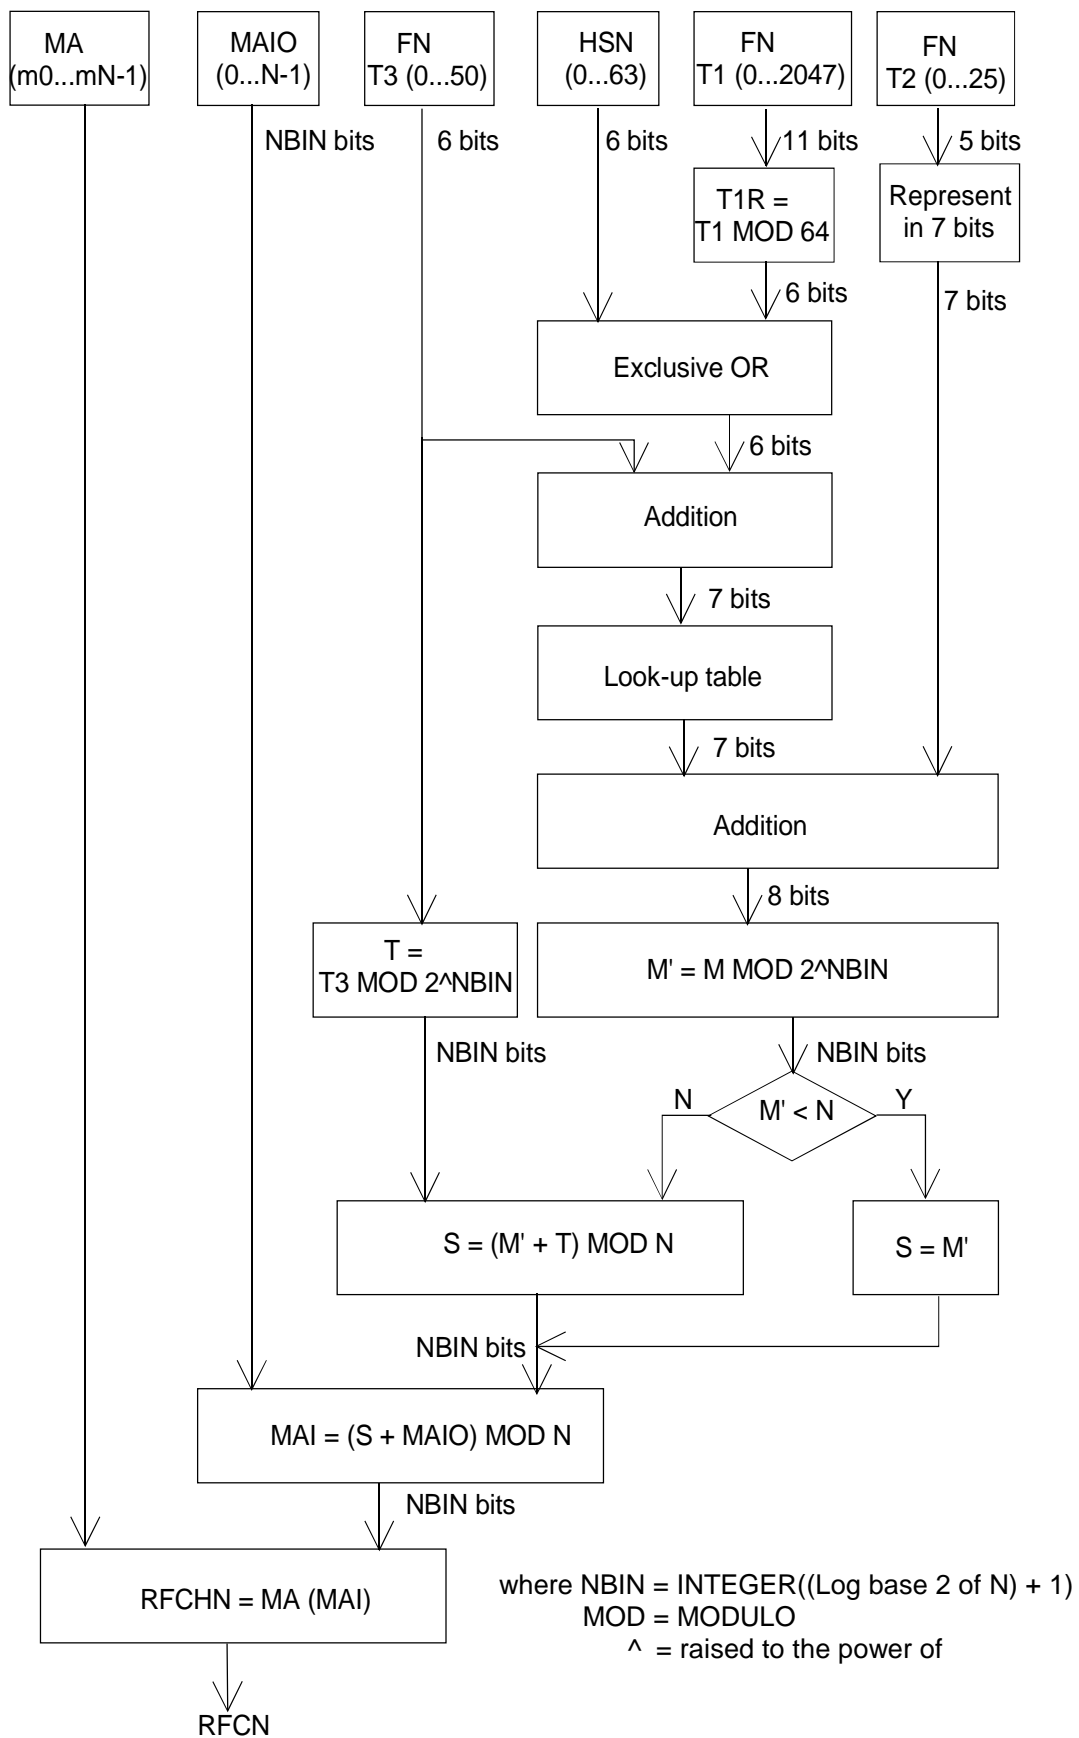 MA
(m0...mN-1)
MAIO
(0...N-1)
FN
T3 (0...50)
HSN
(0...63)
FN
T1 (0...2047)
FN
T2 (0...25)
NBIN bits
6 bits
6 bits
11 bits
5 bits
T1R =
T1 MOD 64
Represent
in 7 bits
6 bits
7 bits
Exclusive OR
6 bits
Addition
7 bits
Look-up table
7 bits
Addition
8 bits
T =
T3 MOD 2^NBIN
M' = M MOD 2^NBIN
NBIN bits
NBIN bits
N
M' < N
Y
S = (M' + T) MOD N
S = M'
NBIN bits
MAI = (S + MAIO) MOD N
NBIN bits
RFCHN = MA (MAI)
where NBIN = INTEGER((Log base 2 of N) + 1)
MOD = MODULO
^ = raised to the power of
RFCN